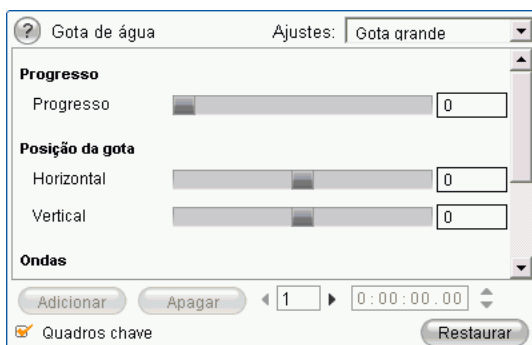 ? Gota de água Ajustes: Gota grande
Progresso
Progresso 0
Posição da gota
Horizontal 0
Vertical 0
Ondas
Adicionar Apagar 1 0:00:00.00
Quadros chave Restaurar